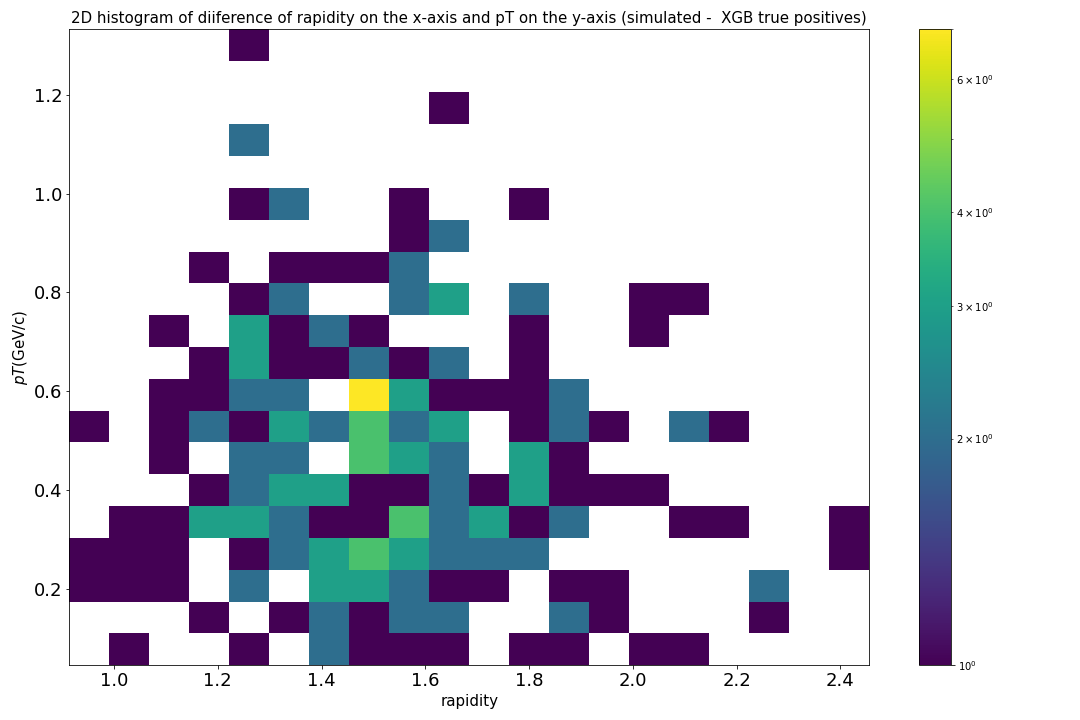 2D histogram of diiference of rapidity on the x-axis and pT on the y-axis (simulated -  XGB true positives)
pT(GeV/c)
1.2
1.0
0.8
0.6
0.4
0.2
1.0 1.2 1.4 1.6 1.8 2.0 2.2 2.4
rapidity
6 × 10⁰
4 × 10⁰
3 × 10⁰
2 × 10⁰
10⁰